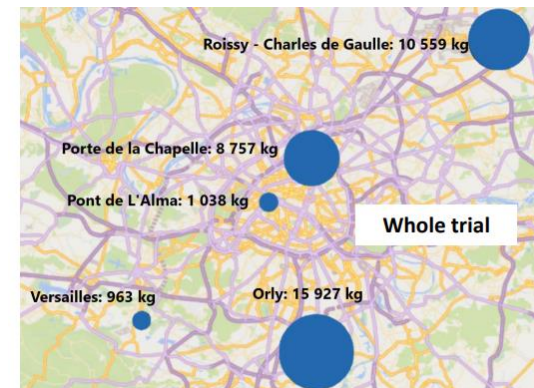 Roissy - Charles de Gaulle: 10 559 kg
Porte de la Chapelle: 8 757 kg
Pont de L'Alma: 1 038 kg
Whole trial
Versailles: 963 kg
Orly: 15 927 kg